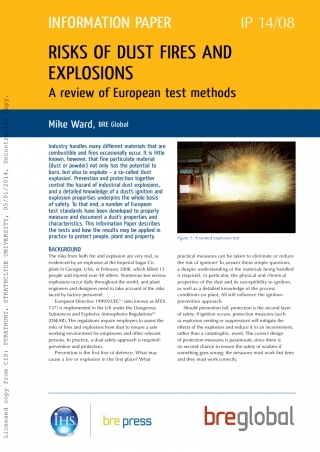 INFORMATION PAPER
IP 14/08
RISKS OF DUST FIRES AND
EXPLOSIONS
A review of European test methods
Mike Ward, BRE Global
Industry handles many different materials that are
combustible and fires occasionally occur. It is little
known, however, that fine particulate material
(dust or powder) not only has the potential to
burn, but also to explode – a so-called 'dust
explosion'. Prevention and protection together
control the hazard of industrial dust explosions,
and a detailed knowledge of a dust's ignition and
explosion properties underpins the whole basis
of safety. To that end, a number of European
test standards have been developed to properly
measure and document a dust's properties and
characteristics. This Information Paper describes
the tests and how the results may be applied in
practice to protect people, plant and property.
BACKGROUND
The risks from both fire and explosion are very real, as
evidenced by an explosion at the Imperial Sugar Co.
plant in Georgia, USA, in February 2008, which killed 13
people and injured over 40 others. Numerous less serious
explosions occur daily throughout the world, and plant
engineers and designers need to take account of the risks
faced by factory personnel.
European Directive 1999/92/EC
(also known as ATEX
137) is implemented in the UK under the Dangerous
Substances and Explosive Atmospheres Regulations
(DSEAR). The regulations require employers to assess the
risks of fires and explosions from dust to ensure a safe
working environment for employees and other relevant
persons. In practice, a dual safety approach is required:
prevention and protection.
Prevention is the first line of defence. What may
cause a fire or explosion in the first place? What
Figure 1: A vented explosion test
practical measures can be taken to eliminate or reduce
the risk of ignition? To answer these simple questions,
a deeper understanding of the materials being handled
is required, in particular, the physical and chemical
properties of the dust and its susceptibility to ignition,
as well as a detailed knowledge of the process
conditions on plant. All will influence the ignition-
prevention approach.
Should prevention fail, protection is the second layer
of safety. If ignition occurs, protection measures such
as explosion venting or suppression will mitigate the
effects of the explosion and reduce it to an inconvenient,
rather than a catastrophic, event. The correct design
of protection measures is paramount, since there is
no second chance to ensure the safety of workers if
something goes wrong; the measures must work first time
and they must work correctly.
IHS
bre press
breglobal
Licensed copy from CIS: STRATHUNI, STRATHCLYDE UNIVERSITY, 05/01/2014, Uncontrolled Copy.